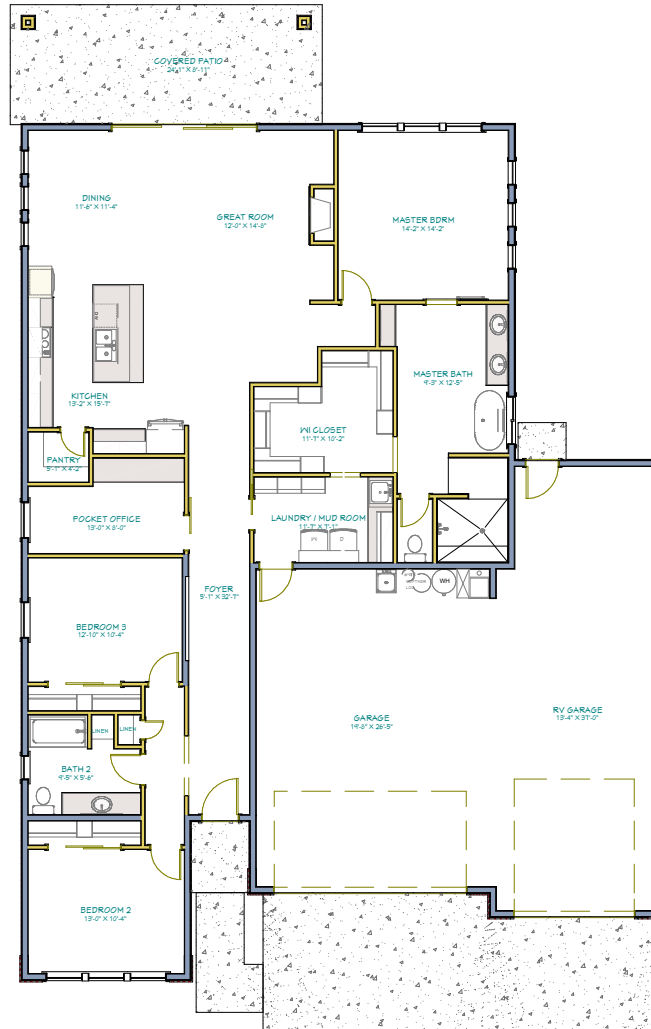 COVERED PATIO
24'-1" X 9'-11"
DINING
11'-6" X 11'-4"
GREAT ROOM
12'-0" X 14'-8"
MASTER BDRM
14'-2" X 14'-2"
MASTER BATH
9'-3" X 12'-5"
KITCHEN
13'-2" X 15'-7"
WI CLOSET
11'-7" X 10'-2"
PANTRY
5'-1" X 4'-2"
POCKET OFFICE
13'-0" X 8'-0"
LAUNDRY / MUD ROOM
11'-7" X 7'-1"
D
WH
FOYER
5'-1" X 32'-7"
BEDROOM 3
12'-10" X 10'-4"
LINEN
LINEN
BATH 2
9'-5" X 5'-6"
GARAGE
19'-8" X 26'-5"
RV GARAGE
13'-4" X 37'-0"
BEDROOM 2
13'-0" X 10'-4"